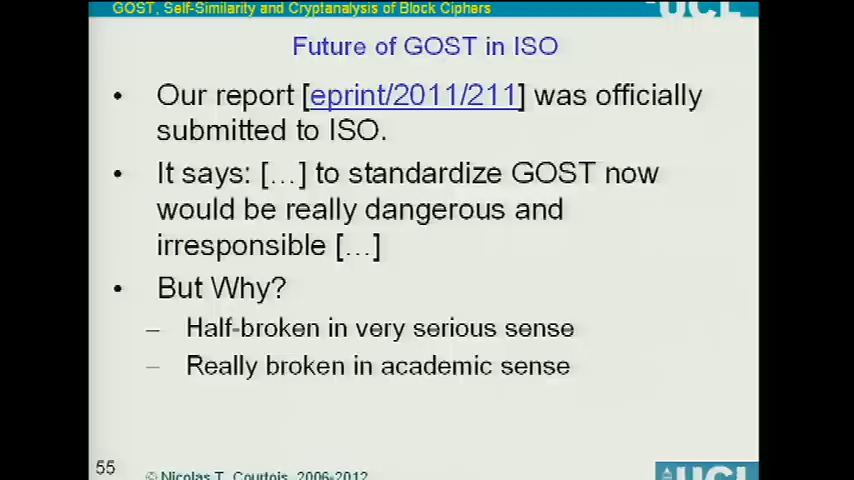 GOST, Self-Similarity and Cryptanalysis of Block Ciphers
UCL
Future of GOST in ISO
• Our report [eprint/2011/211] was officially
submitted to ISO.
• It says: […] to standardize GOST now
would be really dangerous and
irresponsible […]
• But Why?
– Half-broken in very serious sense
– Really broken in academic sense
55
© Nicolas T. Courtois, 2006-2012
UCL